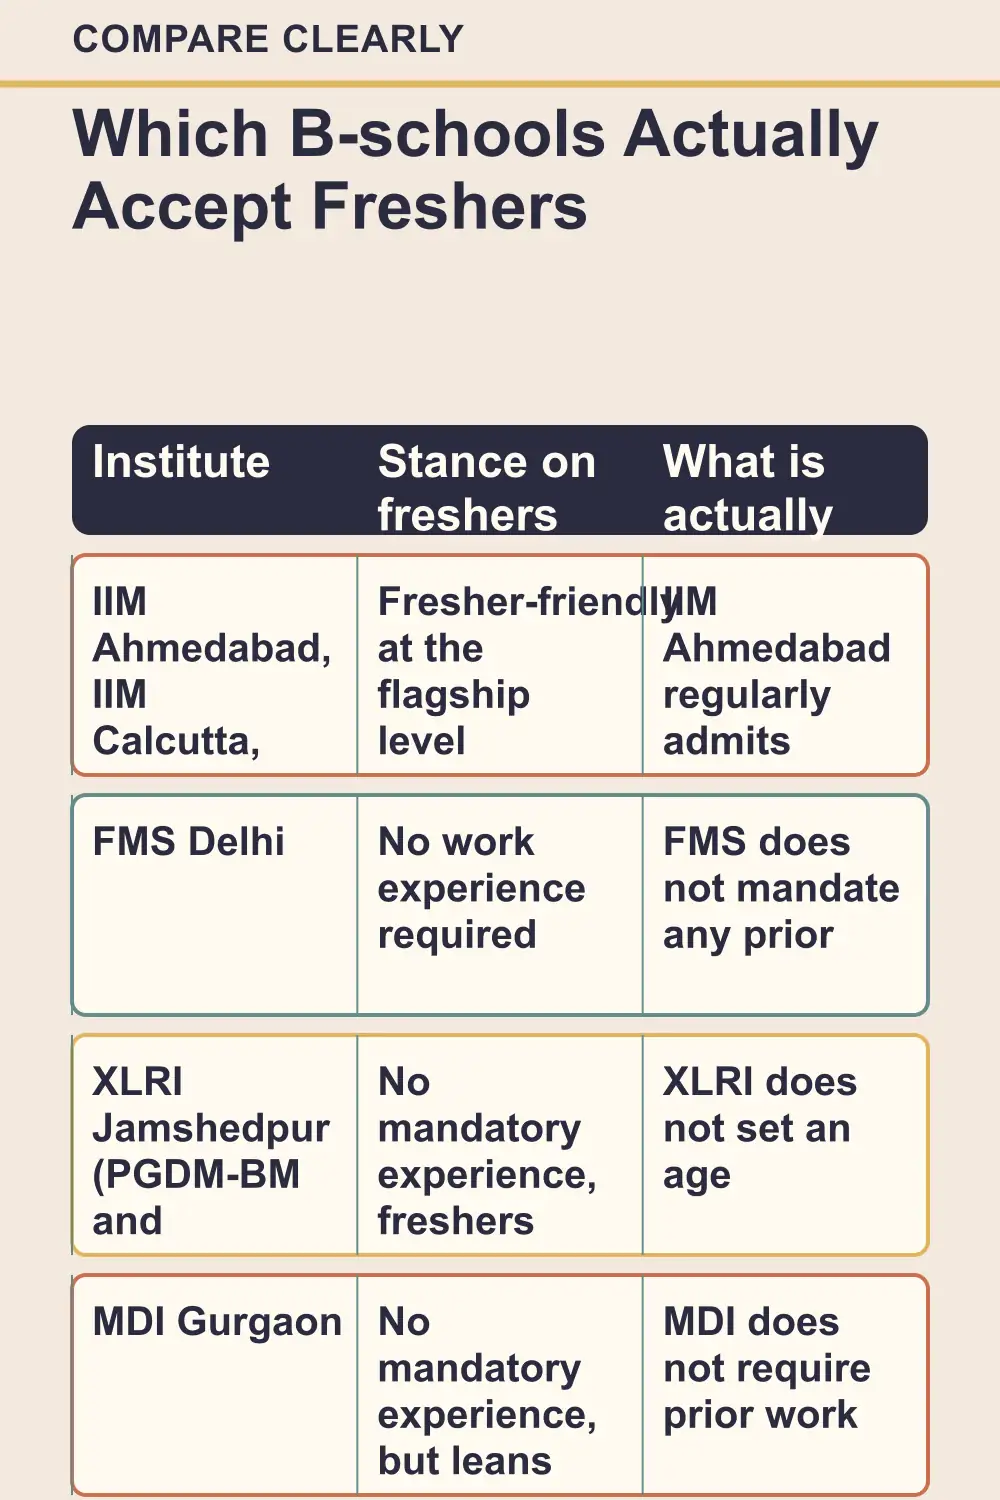 COMPARE CLEARLY
Which B-schools Actually
Accept Freshers
Institute
Stance on
freshers
What is
actually
IIM
Ahmedabad,
IIM
Calcutta,
Fresher-friendly
at the
flagship
level
IIM
Ahmedabad
regularly
admits
FMS Delhi
No work
experience
required
FMS does
not mandate
any prior
XLRI
Jamshedpur
(PGDM-BM
and
No
mandatory
experience,
freshers
XLRI does
not set an
age
MDI Gurgaon
No
mandatory
experience,
but leans
MDI does
not require
prior work